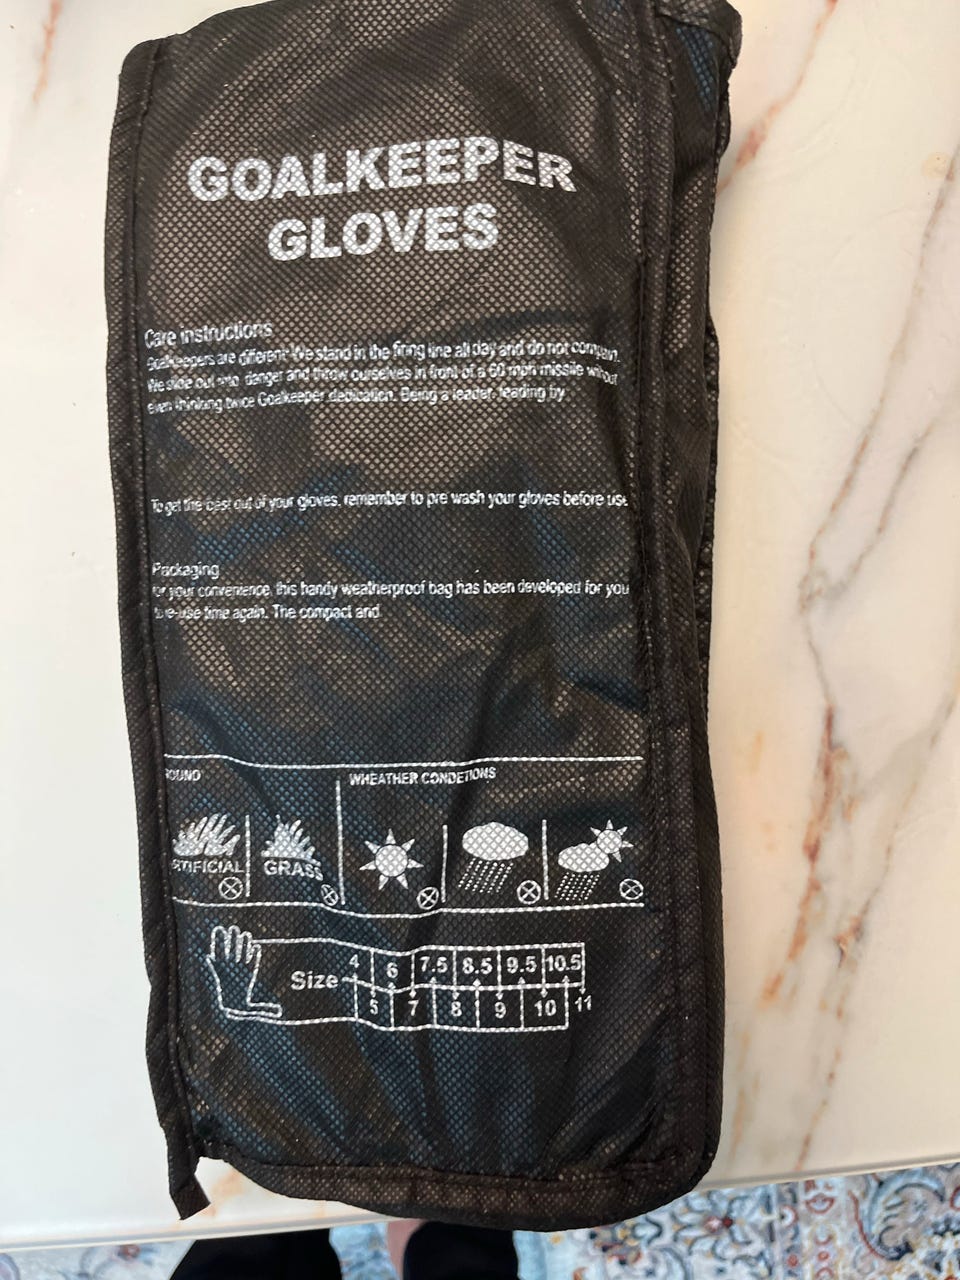 GOALKEEPER
GLOVES
Care instructions
Goalkeepers are different. We stand in the firing line all day and do not complain.
We slide out into danger and throw ourselves in front of a 60 mph missile without
even thinking twice Goalkeeper dedication. Being a leader, leading by
To get the best out of your gloves, remember to pre wash your gloves before use
Packaging
for your convenience, this handy weatherproof bag has been developed for you
to re-use time again. The compact and
OUND WHEATHER CONDETIONS
RTIFICIAL GRASS
4 6 7.5 8.5 9.5 10.5
Size
5 7 8 9 10 11